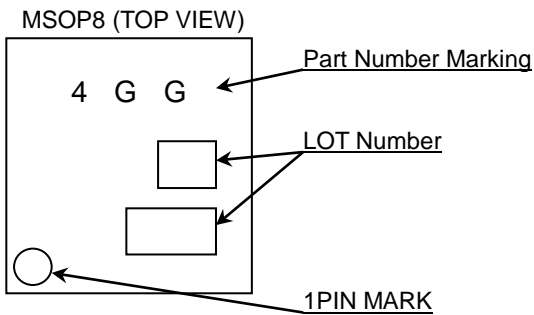 MSOP8 (TOP VIEW)
Part Number Marking
4 G G
LOT Number
1PIN MARK